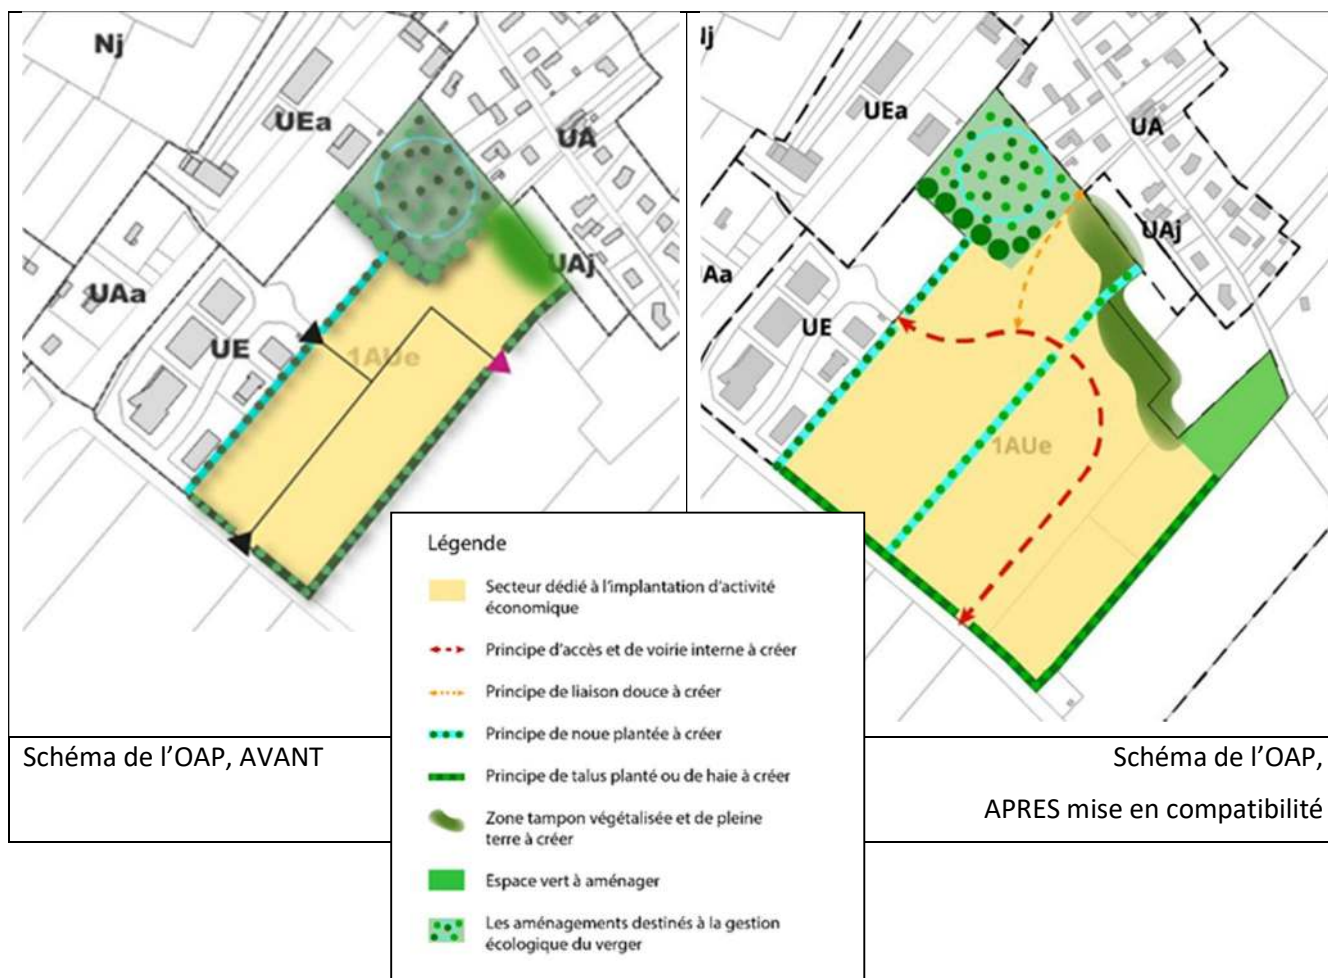 Nj
UEa
UA
UAj
UAa
UE
1AUe
Ij
UEa
UA
UAj
Aa
UE
1AUe
Légende
Secteur dédié à l'implantation d'activité
économique
Principe d'accès et de voirie interne à créer
Principe de liaison douce à créer
Principe de noue plantée à créer
Principe de talus planté ou de haie à créer
Zone tampon végétalisée et de pleine
terre à créer
Espace vert à aménager
Les aménagements destinés à la gestion
écologique du verger
Schéma de l'OAP, AVANT
Schéma de l'OAP,
APRES mise en compatibilité